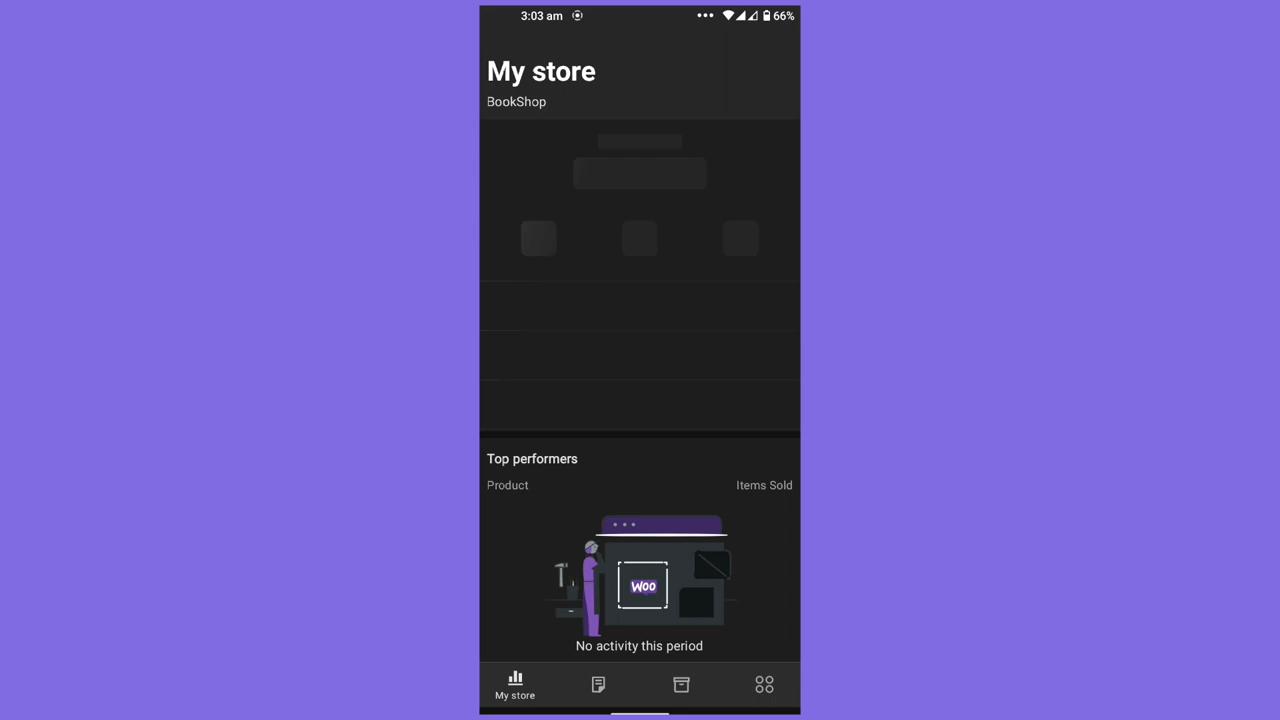 3:03 am
66%
My store
BookShop
Top performers
Product
Items Sold
WOO
No activity this period
My store